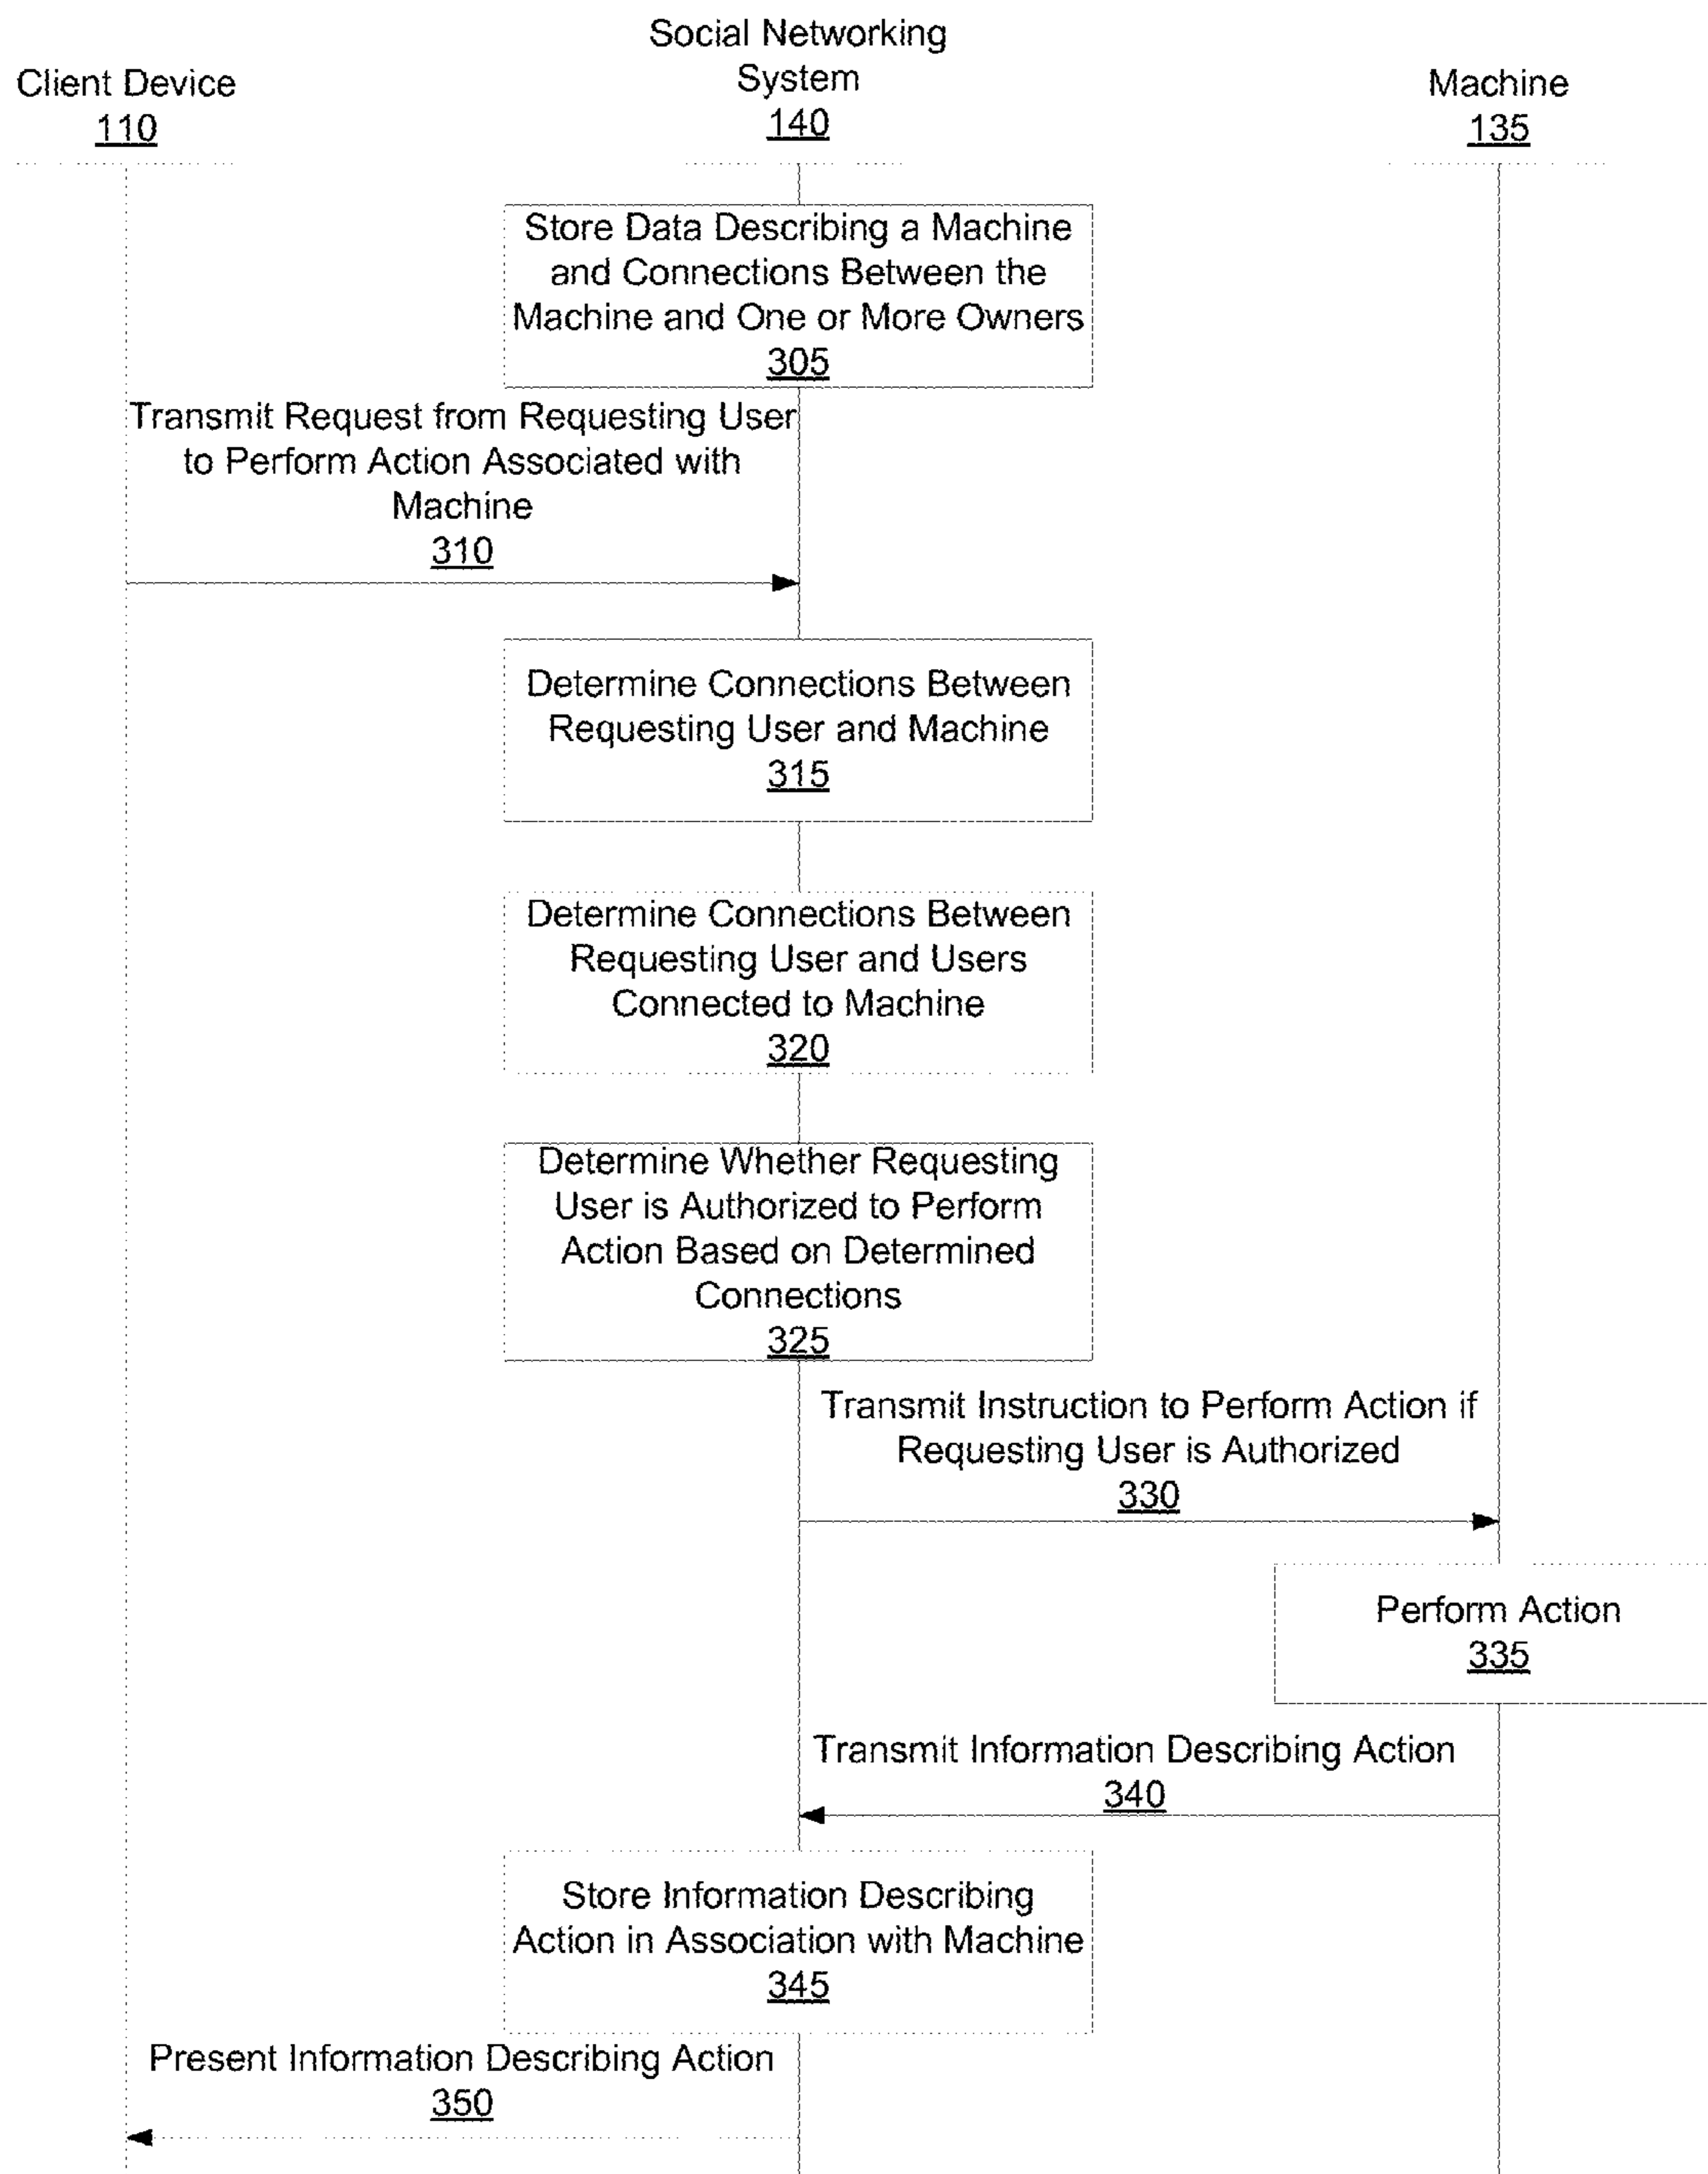 Client Device
110
Social Networking
System
140
Machine
135
Store Data Describing a Machine
and Connections Between the
Machine and One or More Owners
305
Transmit Request from Requesting User
to Perform Action Associated with
Machine
310
Determine Connections Between
Requesting User and Machine
315
Determine Connections Between
Requesting User and Users
Connected to Machine
320
Determine Whether Requesting
User is Authorized to Perform
Action Based on Determined
Connections
325
Transmit Instruction to Perform Action if
Requesting User is Authorized
330
Perform Action
335
Transmit Information Describing Action
340
Store Information Describing
Action in Association with Machine
345
Present Information Describing Action
350